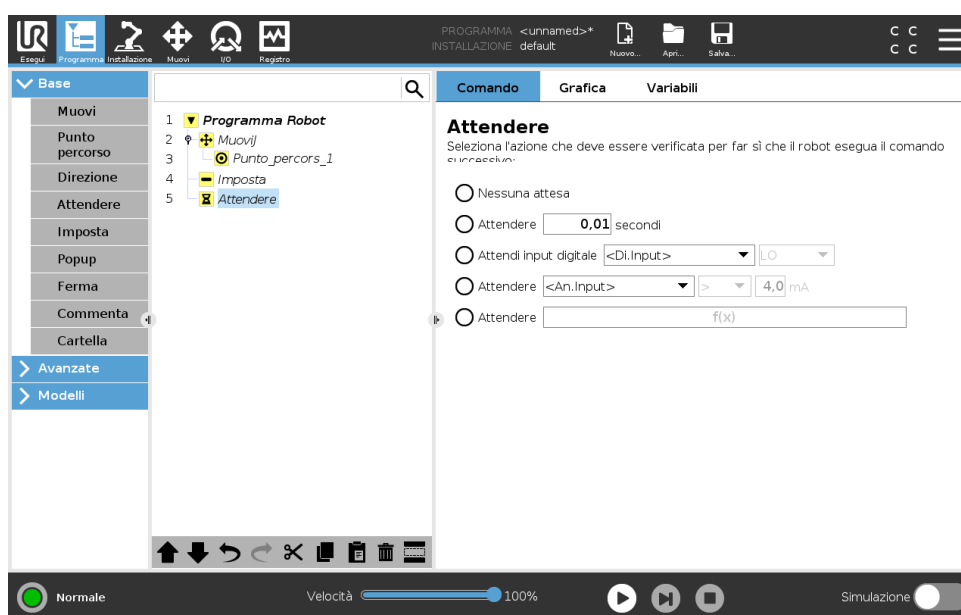 PROGRAMMA <unnamed>*
INSTALLAZIONE default
Esegui Programma Installazione Muovi I/O Registro
Nuovo... Apri... Salva...
C C
C C
Base
Muovi
Punto
percorso
Direzione
Attendere
Imposta
Popup
Ferma
Commenta
Cartella
Avanzate
Modelli
1 Programma Robot
2 MuoviJ
3 Punto_percors_1
4 Imposta
5 Attendere
Comando Grafica Variabili
Attendere
Seleziona l'azione che deve essere verificata per far sì che il robot esegua il comando
successivo:
Nessuna attesa
Attendere 0,01 secondi
Attendi input digitale <Di.Input> LO
Attendere <An.Input> > 4,0 mA
Attendere f(x)
Normale
Velocità 100%
Simulazione